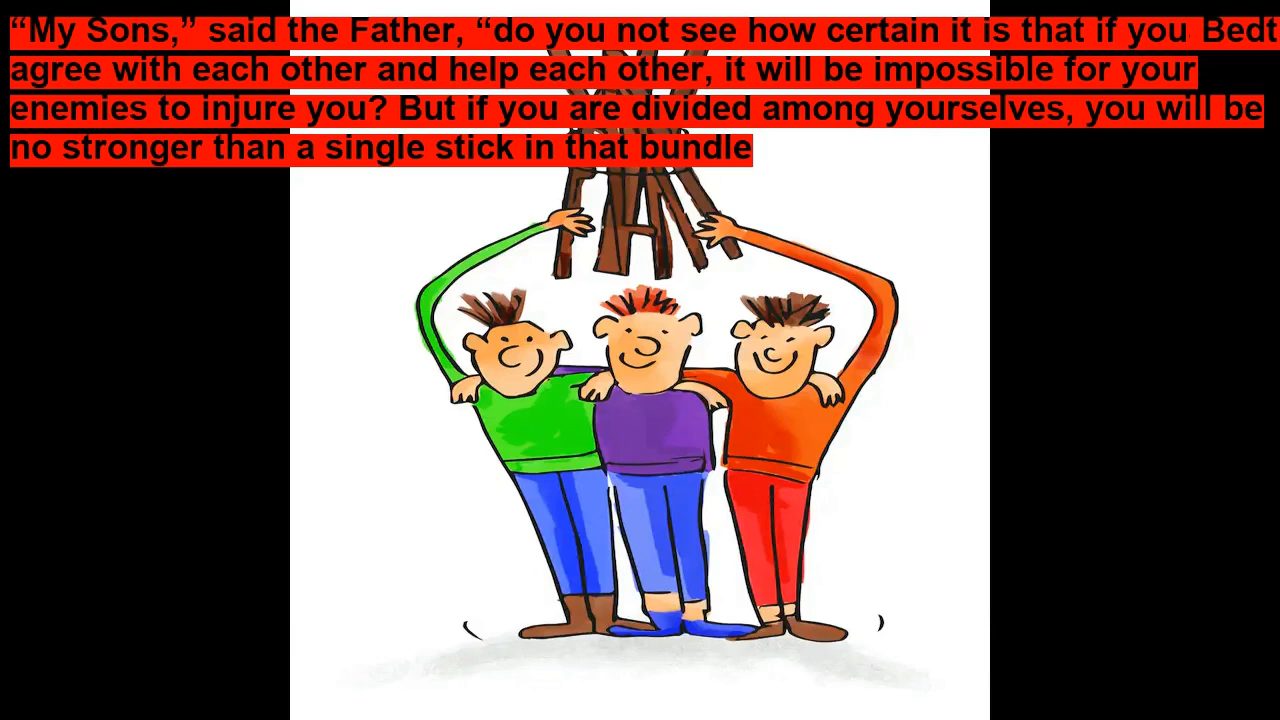 “My Sons,” said the Father, “do you not see how certain it is that if you Bedt
agree with each other and help each other, it will be impossible for your
enemies to injure you? But if you are divided among yourselves, you will be
no stronger than a single stick in that bundle